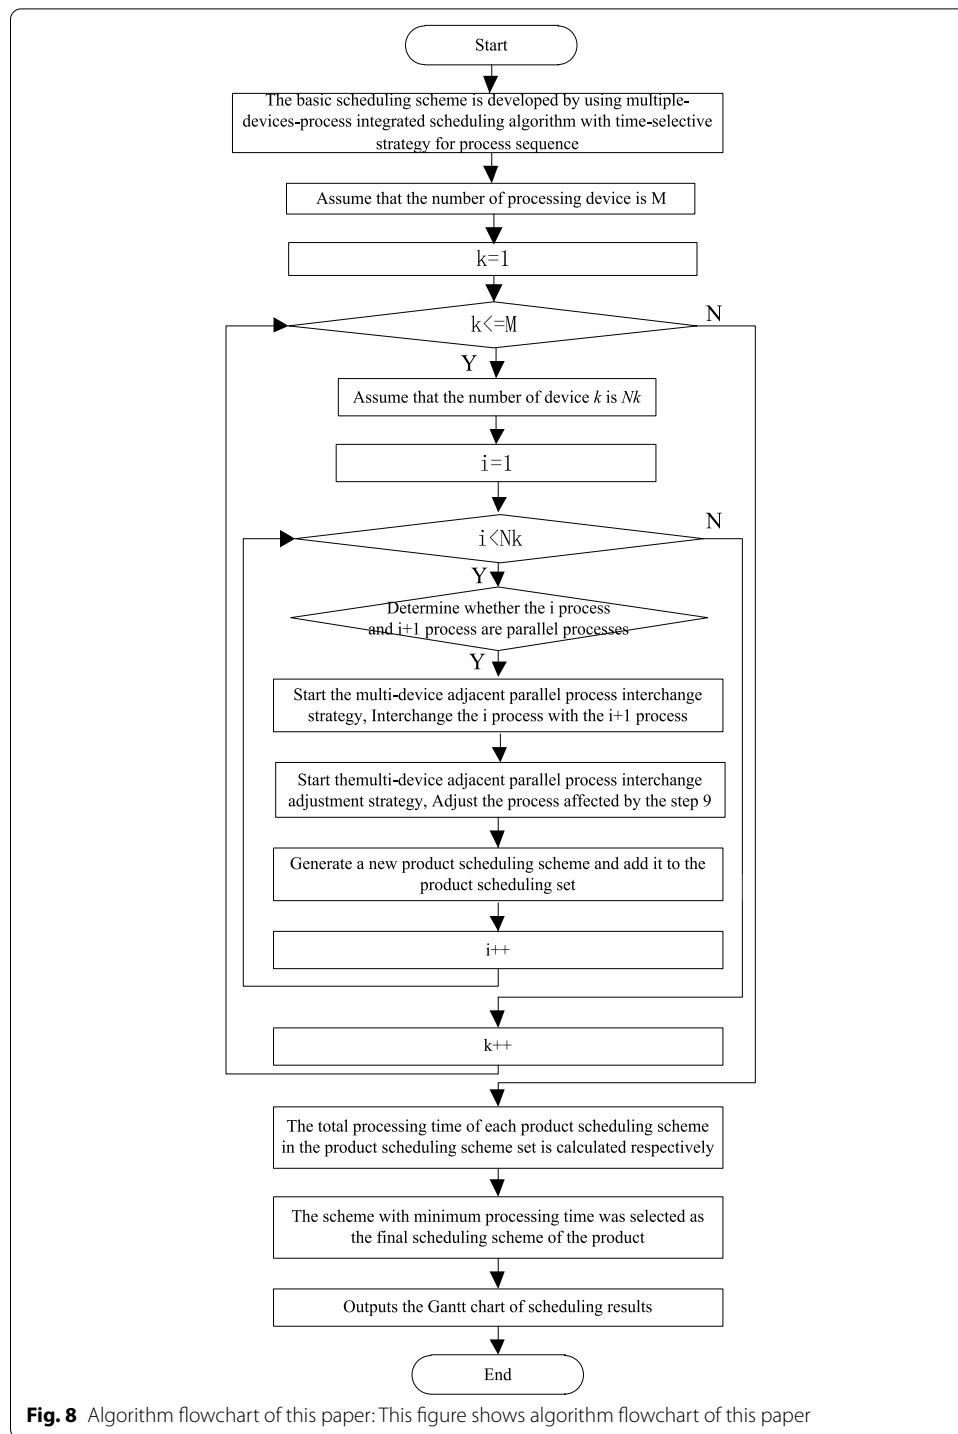 Start
The basic scheduling scheme is developed by using multiple-
devices-process integrated scheduling algorithm with time-selective
strategy for process sequence
Assume that the number of processing device is M
k=1
k<=M
N
Y
Assume that the number of device k is Nk
i=1
i<Nk
N
Y
Determine whether the i process
and i+1 process are parallel processes
Y
Start the multi-device adjacent parallel process interchange
strategy, Interchange the i process with the i+1 process
Start themulti-device adjacent parallel process interchange
adjustment strategy, Adjust the process affected by the step 9
Generate a new product scheduling scheme and add it to the
product scheduling set
i++
k++
The total processing time of each product scheduling scheme
in the product scheduling scheme set is calculated respectively
The scheme with minimum processing time was selected as
the final scheduling scheme of the product
Outputs the Gantt chart of scheduling results
End
Fig. 8 Algorithm flowchart of this paper: This figure shows algorithm flowchart of this paper